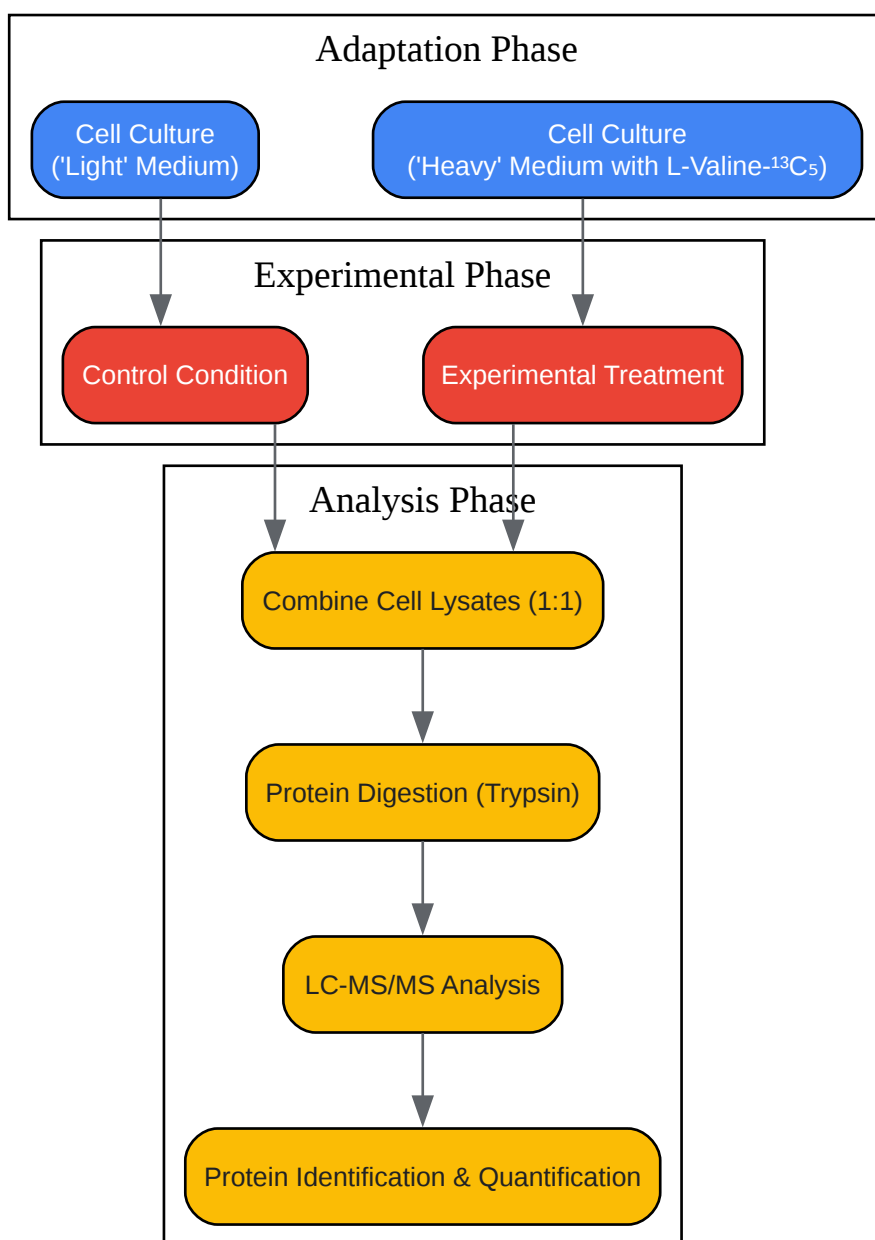 Adaptation Phase
Cell Culture
('Light' Medium)
Cell Culture
('Heavy' Medium with L-Valine-¹³C₅)
Experimental Phase
Control Condition
Experimental Treatment
Analysis Phase
Combine Cell Lysates (1:1)
Protein Digestion (Trypsin)
LC-MS/MS Analysis
Protein Identification & Quantification